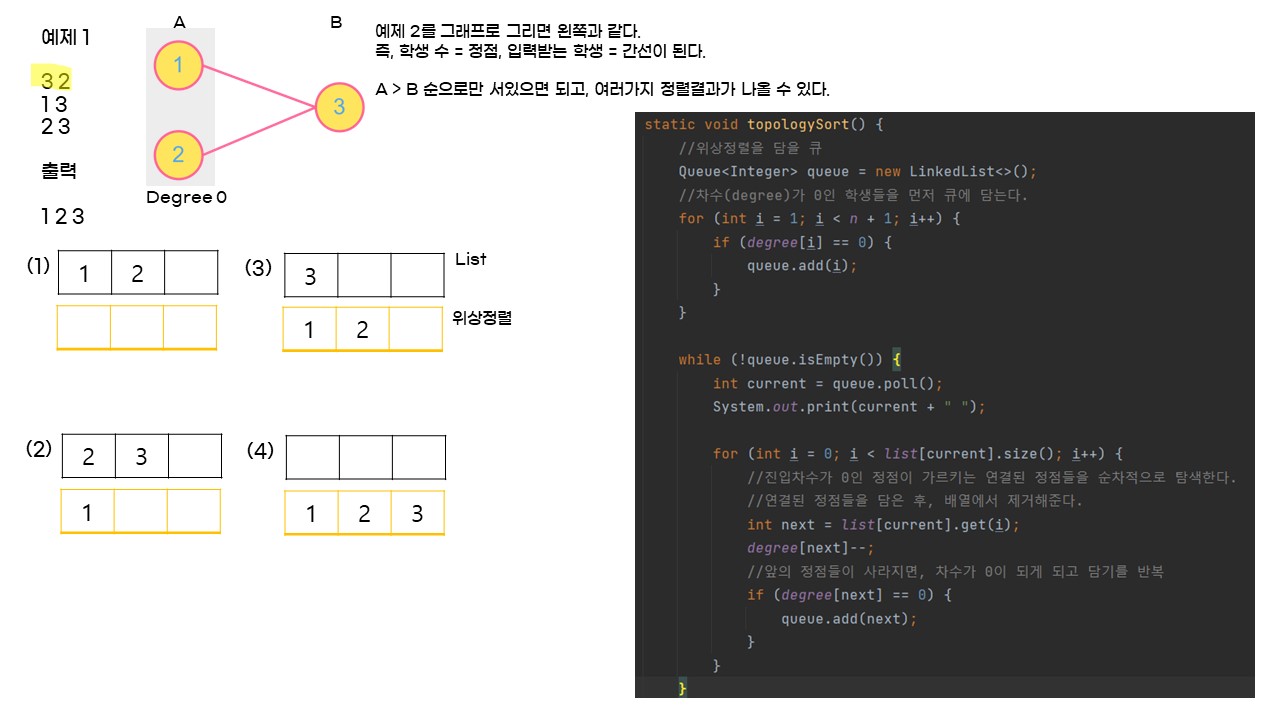 예제 1
3 2
1 3
2 3
출력
1 2 3
A
B
1
2
3
Degree 0
예제 2를 그래프로 그리면 왼쪽과 같다.
즉, 학생 수 = 정점, 입력받는 학생 = 간선이 된다.
A > B 순으로만 서있으면 되고, 여러가지 정렬결과가 나올 수 있다.
(1)
1 2
(3)
3
List
1 2
위상정렬
(2)
2 3
1
(4)
1 2 3
static void topologySort() {
//위상정렬을 담을 큐
Queue<Integer> queue = new LinkedList<>();
//차수(degree)가 0인 학생들을 먼저 큐에 담는다.
for (int i = 1; i < n + 1; i++) {
if (degree[i] == 0) {
queue.add(i);
}
}
while (!queue.isEmpty()) {
int current = queue.poll();
System.out.print(current + " ");
for (int i = 0; i < list[current].size(); i++) {
//진입차수가 0인 정점이 가르키는 연결된 정점들을 순차적으로 탐색한다.
//연결된 정점들을 담은 후, 배열에서 제거해준다.
int next = list[current].get(i);
degree[next]--;
//앞의 정점들이 사라지면, 차수가 0이 되게 되고 담기를 반복
if (degree[next] == 0) {
queue.add(next);
}
}
}